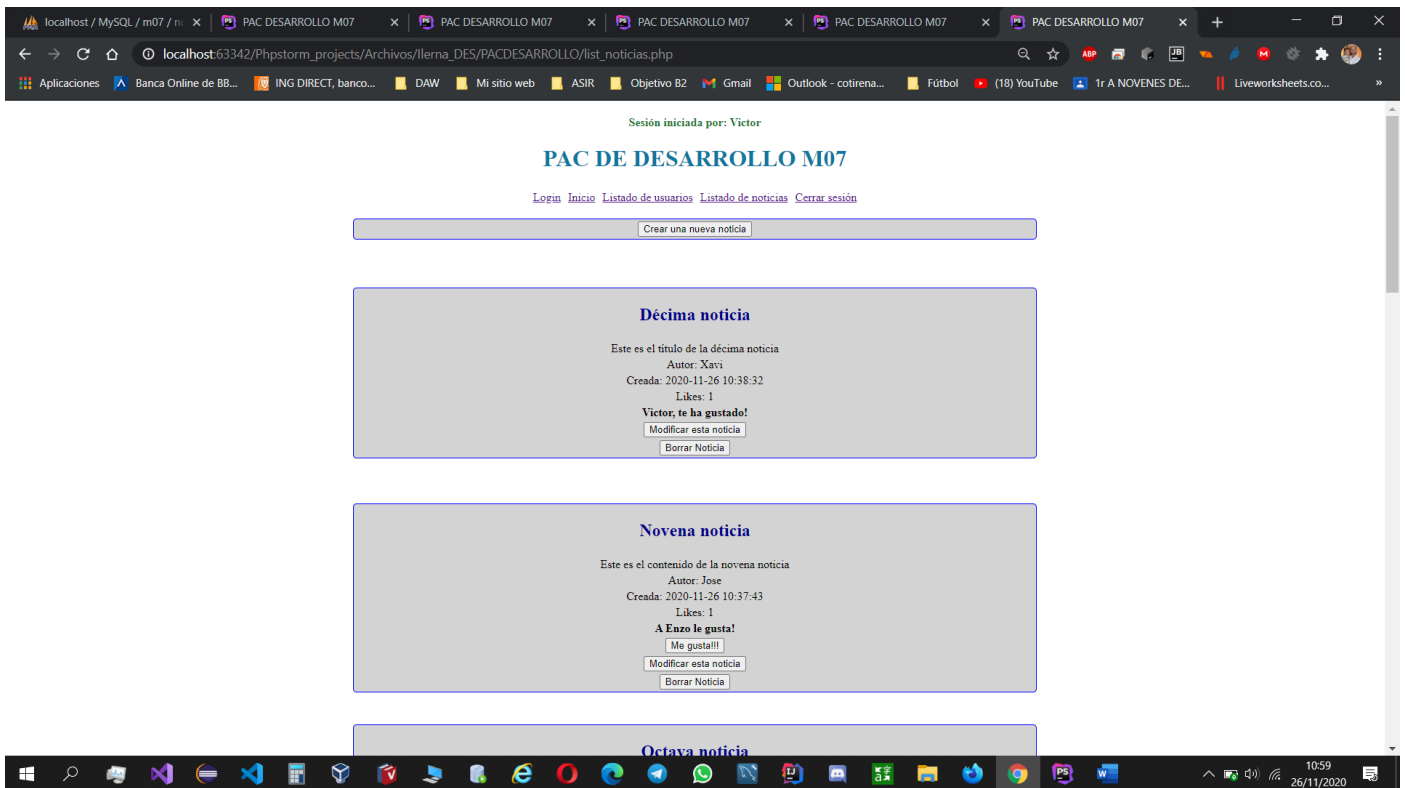 localhost / MySQL / m07 / no
PAC DESARROLLO M07
PAC DESARROLLO M07
PAC DESARROLLO M07
PAC DESARROLLO M07
PAC DESARROLLO M07
localhost:63342/Phpstorm_projects/Archivos/Ilerna_DES/PACDESARROLLO/list_noticias.php
ABP
JB
Aplicaciones
Banca Online de BB...
ING DIRECT, banco...
DAW
Mi sitio web
ASIR
Objetivo B2
Gmail
Outlook - cotirena...
Fútbol
(18) YouTube
1r A NOVENES DE...
Liveworksheets.co...
»
Sesión iniciada por: Victor
PAC DE DESARROLLO M07
Login Inicio Listado de usuarios Listado de noticias Cerrar sesión
Crear una nueva noticia
Décima noticia
Este es el título de la décima noticia
Autor: Xavi
Creada: 2020-11-26 10:38:32
Likes: 1
Victor, te ha gustado!
Modificar esta noticia
Borrar Noticia
Novena noticia
Este es el contenido de la novena noticia
Autor: Jose
Creada: 2020-11-26 10:37:43
Likes: 1
A Enzo le gusta!
Me gusta!!!
Modificar esta noticia
Borrar Noticia
Octava noticia
10:59
26/11/2020